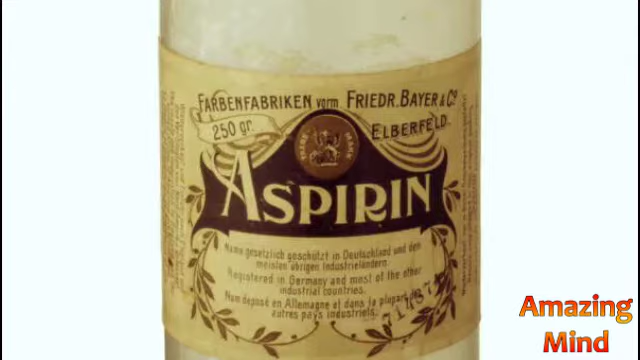 FARBENFABRIKEN vorm. FRIEDR. BAYER & Cº
250 gr.
ELBERFELD.
TRADE MARK
ASPIRIN
Name gesetzlich geschützt in Deutschland und den
meisten übrigen Industrieländern.
Registered in Germany and most of the other
industrial countries.
Nom déposé en Allemagne et dans la plupart
autres pays industriels.
Amazing
Mind